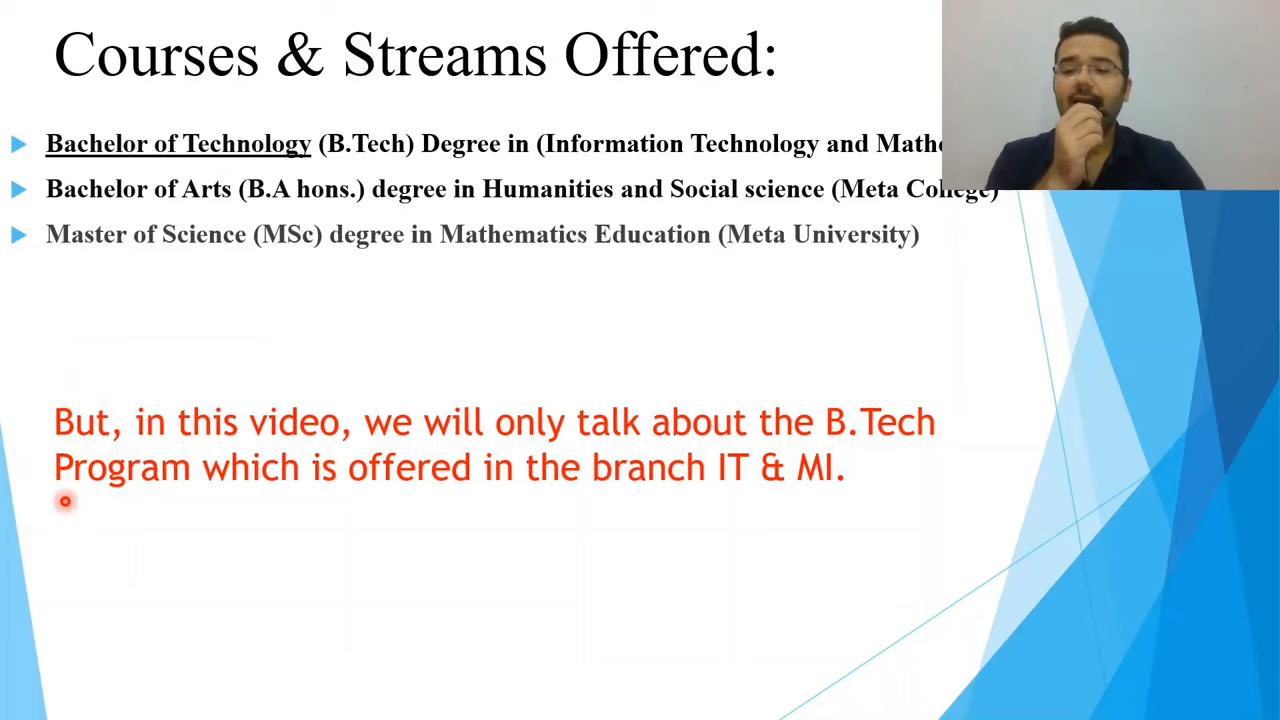 Courses & Streams Offered:
Bachelor of Technology (B.Tech) Degree in (Information Technology and
Bachelor of Arts (B.A hons.) degree in Humanities and Social science (Meta College)
Master of Science (MSc) degree in Mathematics Education (Meta University)
But, in this video, we will only talk about the B.Tech
Program which is offered in the branch IT & MI.